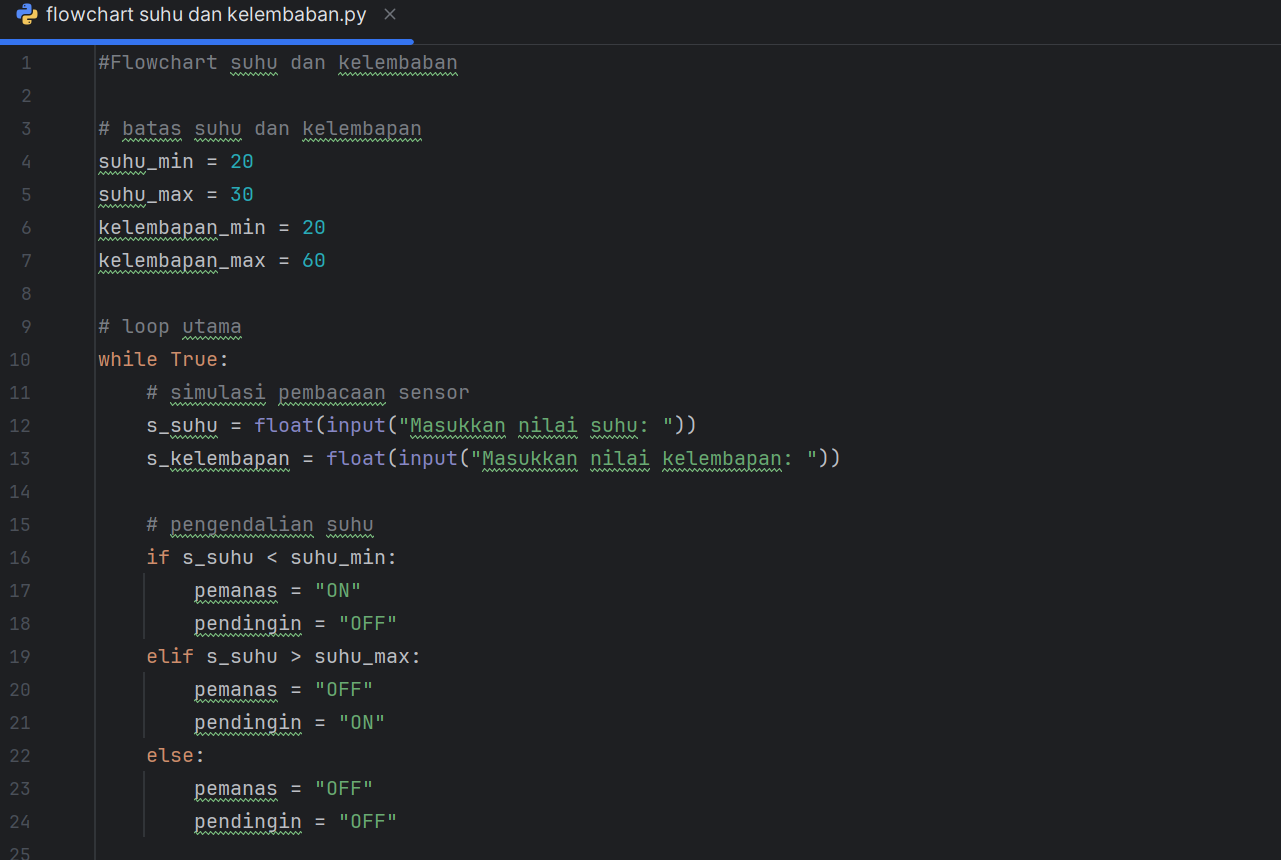 flowchart suhu dan kelembaban.py
1 #Flowchart suhu dan kelembaban
2
3 # batas suhu dan kelembapan
4 suhu_min = 20
5 suhu_max = 30
6 kelembapan_min = 20
7 kelembapan_max = 60
8
9 # loop utama
10 while True:
11     # simulasi pembacaan sensor
12     s_suhu = float(input("Masukkan nilai suhu: "))
13     s_kelembapan = float(input("Masukkan nilai kelembapan: "))
14
15     # pengendalian suhu
16     if s_suhu < suhu_min:
17         pemanas = "ON"
18         pendingin = "OFF"
19     elif s_suhu > suhu_max:
20         pemanas = "OFF"
21         pendingin = "ON"
22     else:
23         pemanas = "OFF"
24         pendingin = "OFF"
25